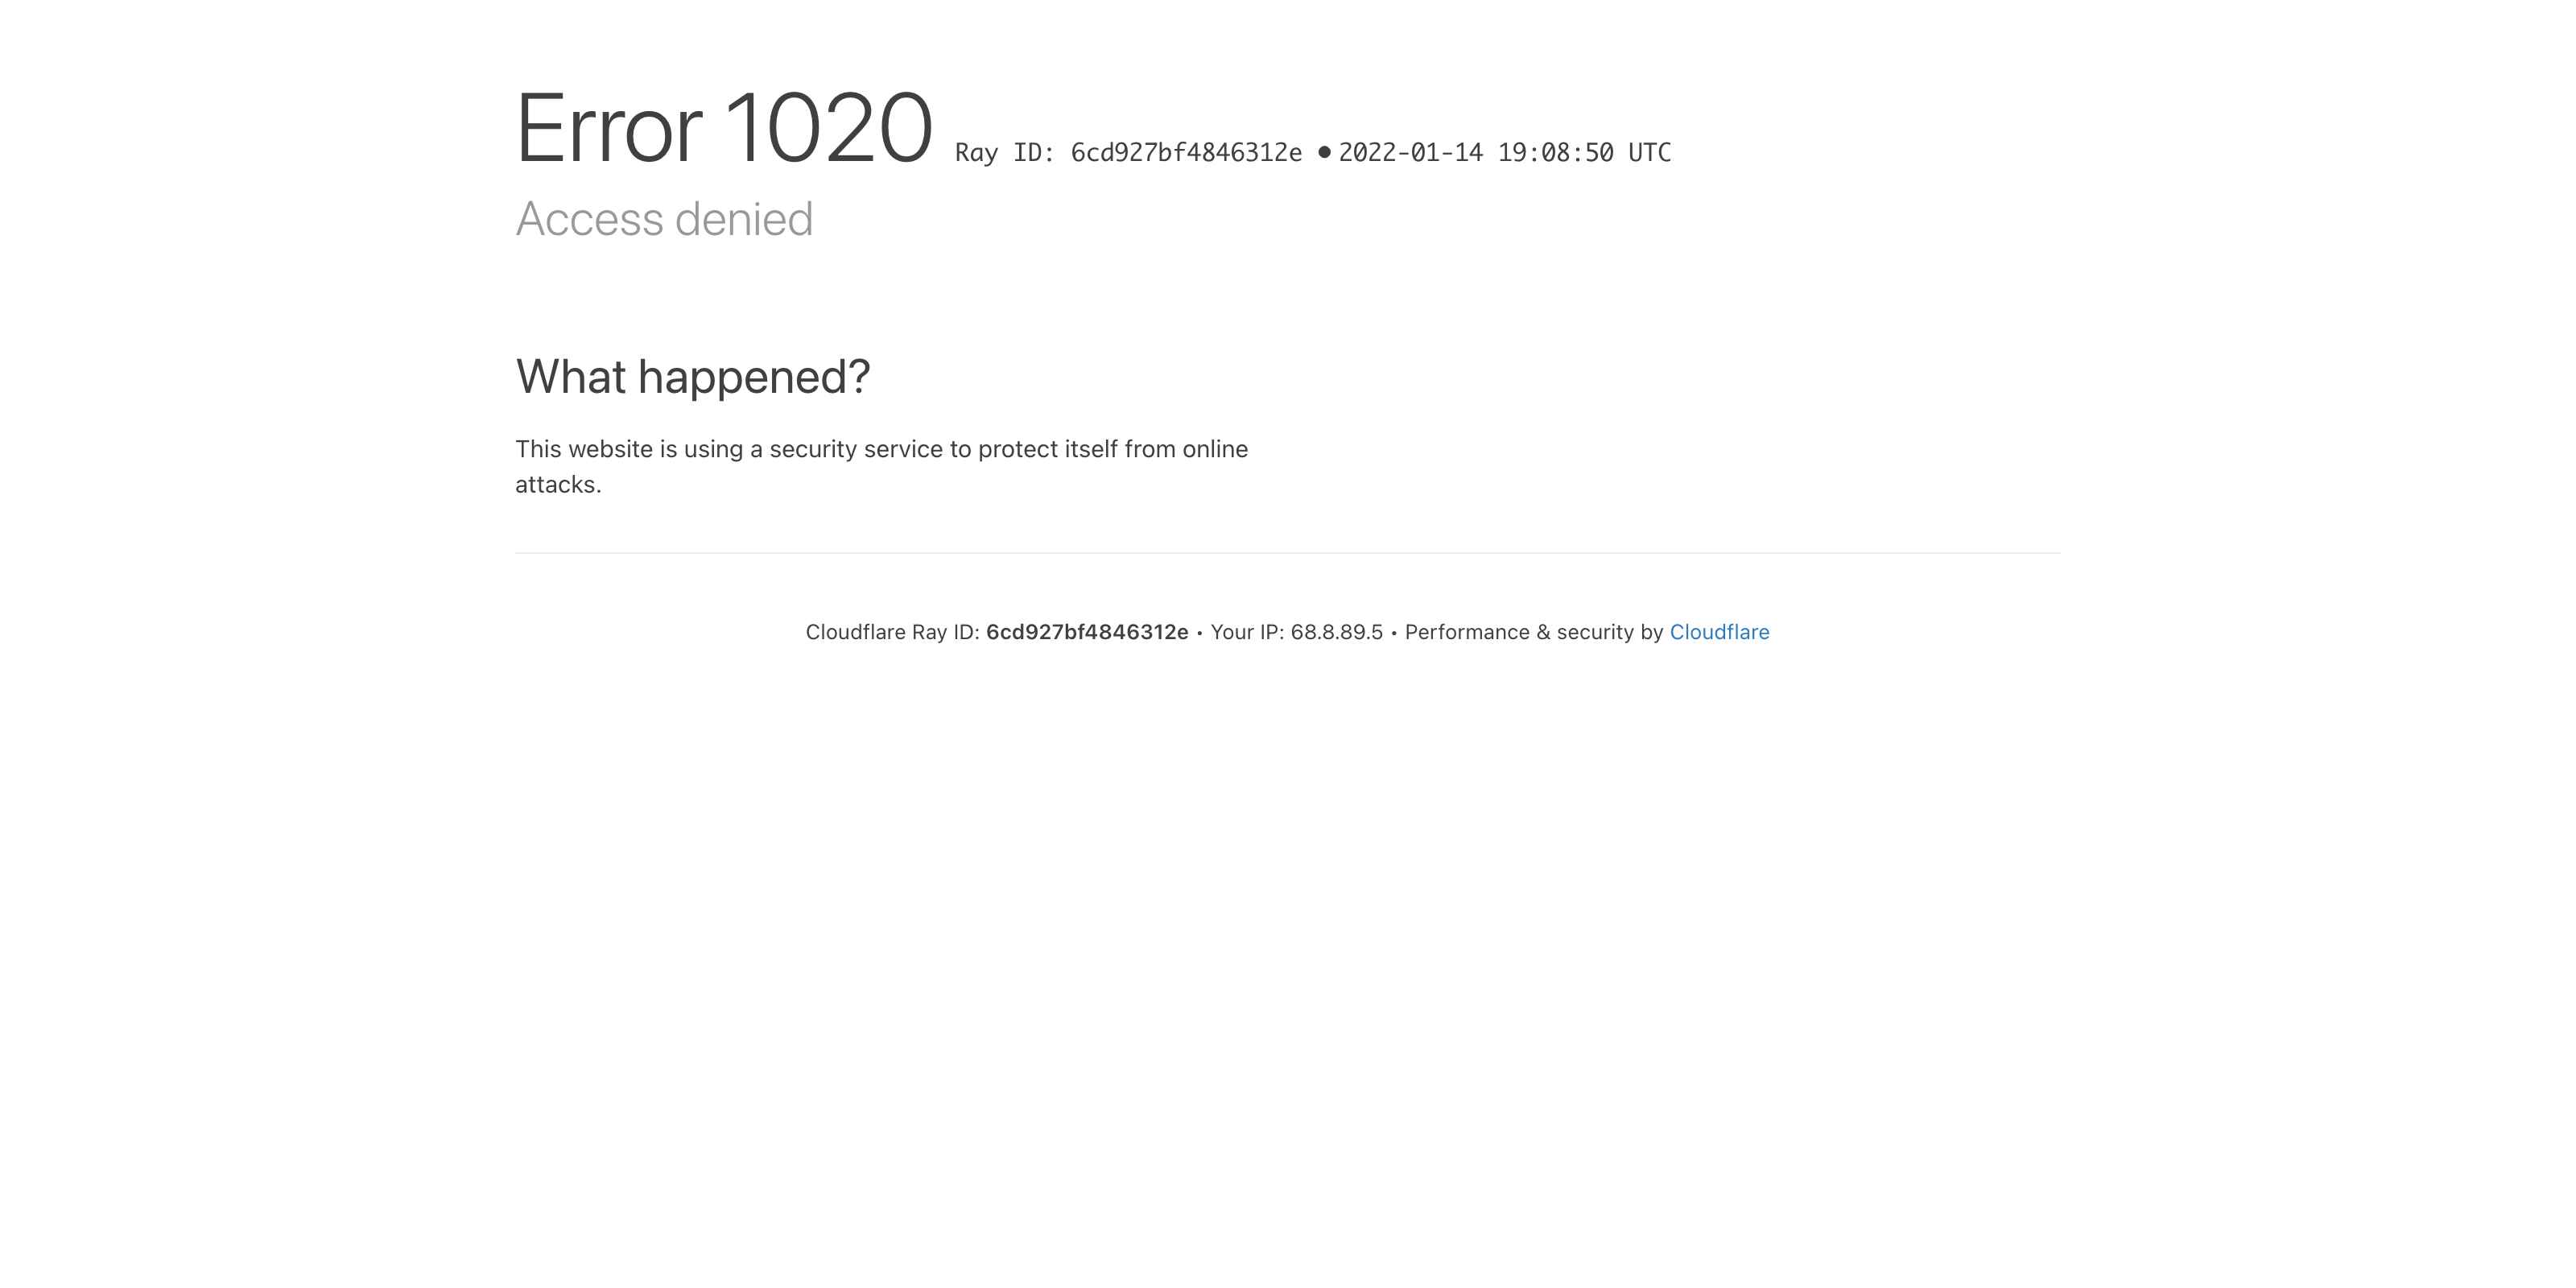 Error 1020 Ray ID: 6cd927bf4846312e • 2022-01-14 19:08:50 UTC
Access denied
What happened?
This website is using a security service to protect itself from online
attacks.
Cloudflare Ray ID: 6cd927bf4846312e • Your IP: 68.8.89.5 • Performance & security by Cloudflare